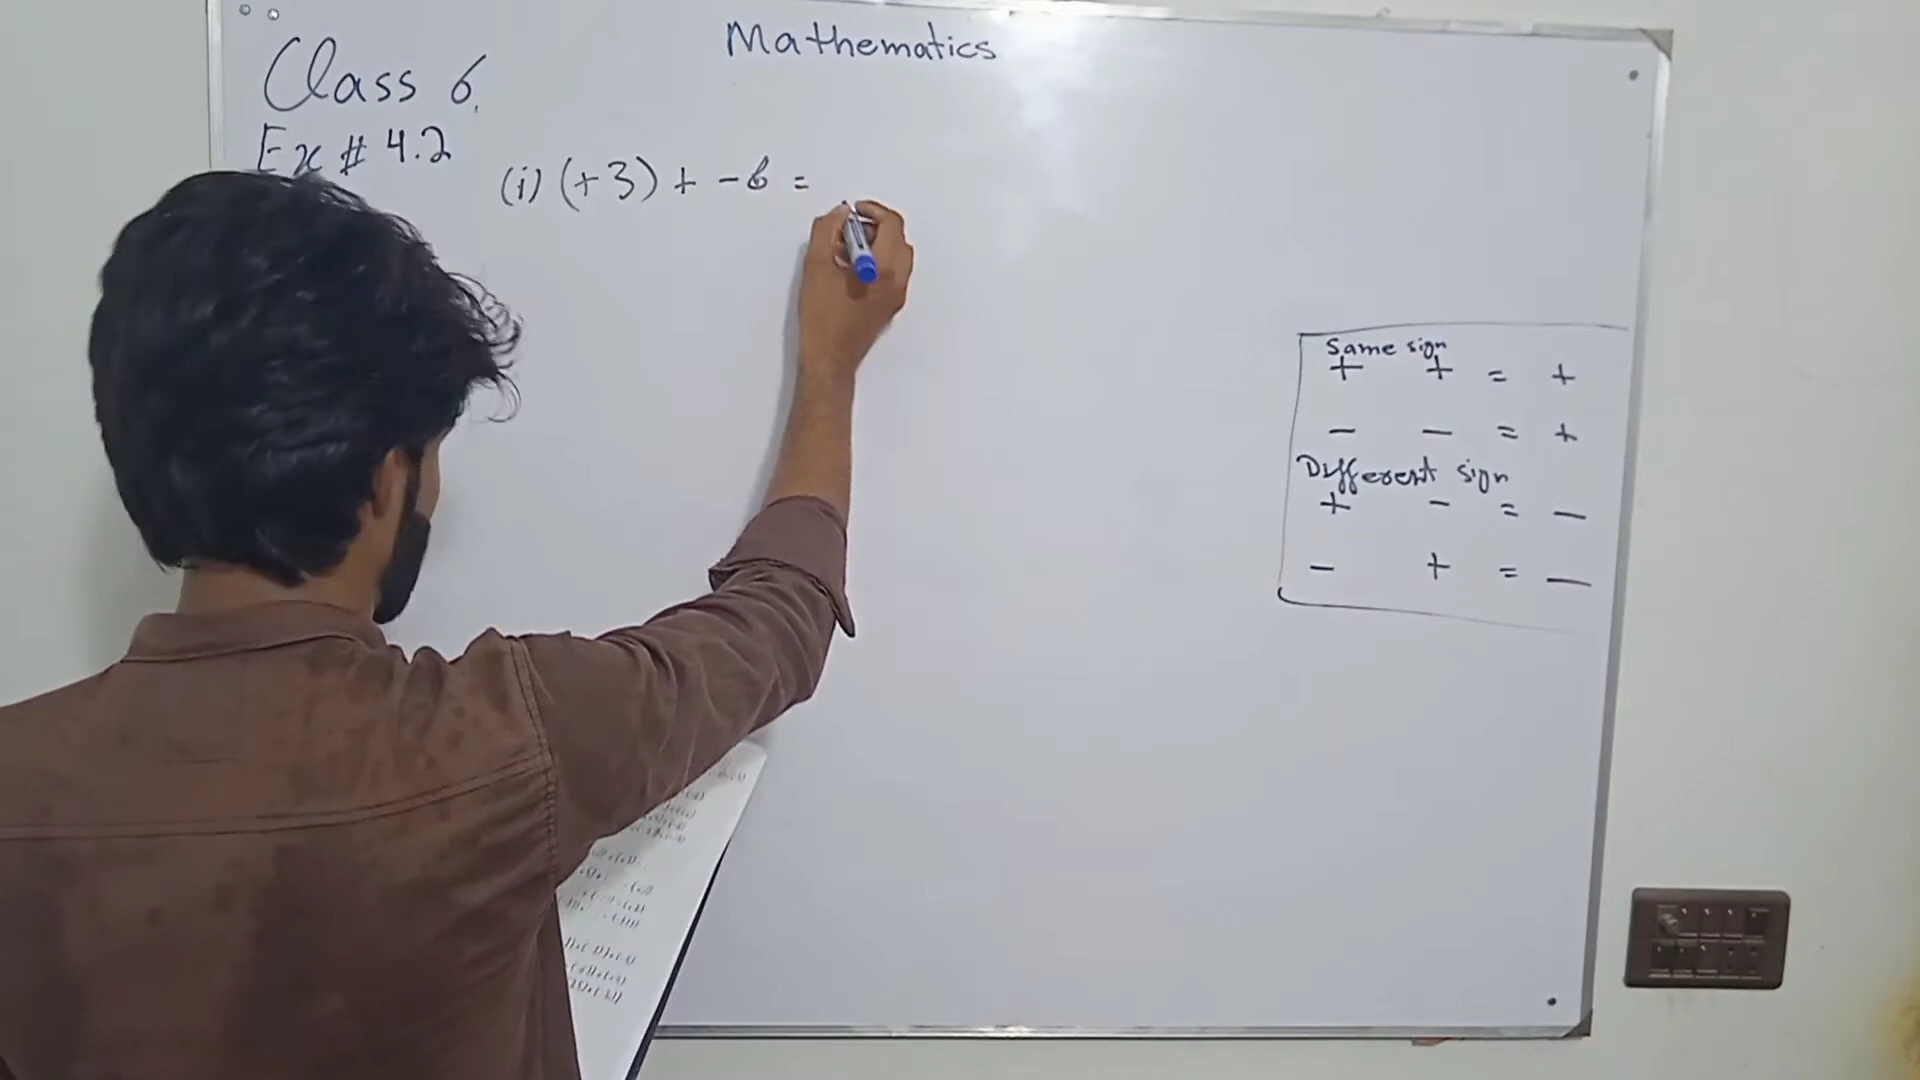 Mathematics
Class 6.
Ex # 4.2
(i) (+3) + -6 =
Same sign
+ + = +
- - = +
Different sign
+ - = -
- + = -